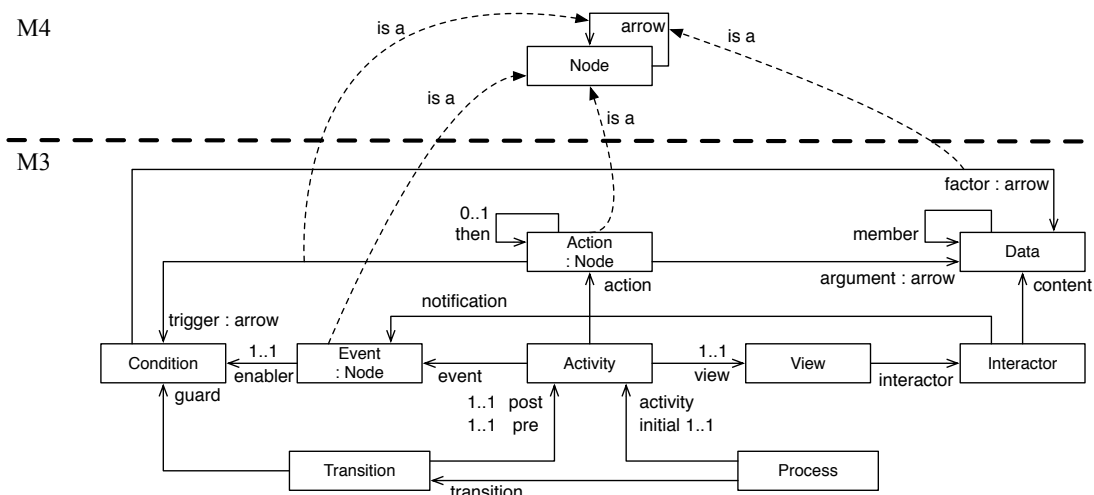 M4
arrow
is a
is a
Node
is a
is a
M3
factor : arrow
0..1
then
Action
: Node
member
Data
argument : arrow
action
content
notification
trigger : arrow
Condition
1..1
enabler
Event
: Node
event
Activity
1..1
view
View
interactor
Interactor
guard
1..1 post
1..1 pre
activity
initial 1..1
Transition
Process
transition